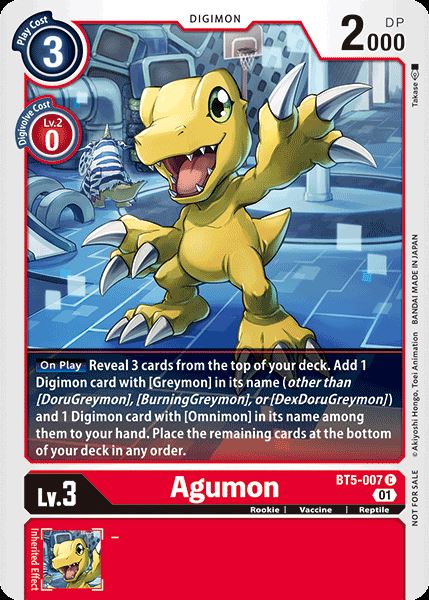 DIGIMON
Play Cost
3
2000
DP
Digivolve Cost
Lv.2
0
Takase
On Play Reveal 3 cards from the top of your deck. Add 1
Digimon card with [Greymon] in its name (other than
[DoruGreymon], [BurningGreymon], or [DexDoruGreymon])
and 1 Digimon card with [Omnimon] in its name among
them to your hand. Place the remaining cards at the bottom
of your deck in any order.
©Akiyoshi Hongo, Toei Animation BANDAI MADE IN JAPAN
NOT FOR SALE
Lv.3
Agumon
BT5-007 C
01
Rookie | Vaccine | Reptile
Inherited Effect
–